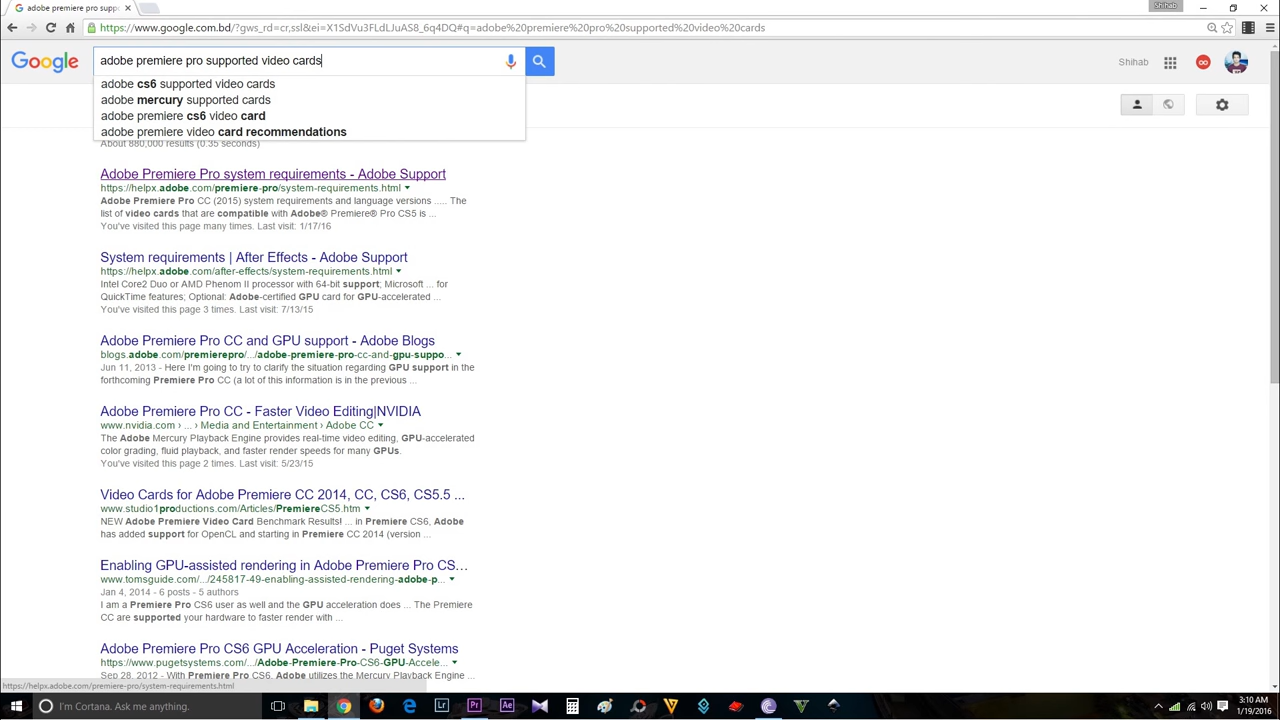 adobe premiere pro supp
Shihab
https://www.google.com.bd/?gws_rd=cr,ssl&ei=X1SdVu3FLdLJuAS8_6q4DQ#q=adobe%20premiere%20pro%20supported%20video%20cards
Google
adobe premiere pro supported video cards
Shihab
adobe cs6 supported video cards
adobe mercury supported cards
adobe premiere cs6 video card
adobe premiere video card recommendations
About 880,000 results (0.35 seconds)
Adobe Premiere Pro system requirements - Adobe Support
https://helpx.adobe.com/premiere-pro/system-requirements.html
Adobe Premiere Pro CC (2015) system requirements and language versions ..... The
list of video cards that are compatible with Adobe® Premiere® Pro CS5 is ...
You've visited this page many times. Last visit: 1/17/16
System requirements | After Effects - Adobe Support
https://helpx.adobe.com/after-effects/system-requirements.html
Intel Core2 Duo or AMD Phenom II processor with 64-bit support; Microsoft ... for
QuickTime features; Optional: Adobe-certified GPU card for GPU-accelerated ...
You've visited this page 3 times. Last visit: 7/13/15
Adobe Premiere Pro CC and GPU support - Adobe Blogs
blogs.adobe.com/premierepro/.../adobe-premiere-pro-cc-and-gpu-suppo...
Jun 11, 2013 - Here I'm going to try to clarify the situation regarding GPU support in the
forthcoming Premiere Pro CC (a lot of this information is in the previous ...
Adobe Premiere Pro CC - Faster Video Editing|NVIDIA
www.nvidia.com › ... › Media and Entertainment › Adobe CC
The Adobe Mercury Playback Engine provides real-time video editing, GPU-accelerated
color grading, fluid playback, and faster render speeds for many GPUs.
You've visited this page 2 times. Last visit: 5/23/15
Video Cards for Adobe Premiere CC 2014, CC, CS6, CS5.5 ...
www.studio1productions.com/Articles/PremiereCS5.htm
NEW Adobe Premiere Video Card Benchmark Results! ... in Premiere CS6, Adobe
has added support for OpenCL and starting in Premiere CC 2014 (version ...
Enabling GPU-assisted rendering in Adobe Premiere Pro CS...
www.tomsguide.com/.../245817-49-enabling-assisted-rendering-adobe-p...
Jan 4, 2014 - 6 posts - 5 authors
I am a Premiere Pro CS6 user as well and the GPU acceleration does ... The Premiere
CC are supported your hardware to faster render with ...
Adobe Premiere Pro CS6 GPU Acceleration - Puget Systems
https://www.pugetsystems.com/.../Adobe-Premiere-Pro-CS6-GPU-Accele...
Sep 28, 2012 - With Premiere Pro CS6, Adobe utilizes the Mercury Playback Engine ...
https://helpx.adobe.com/premiere-pro/system-requirements.html
I'm Cortana. Ask me anything.
Lr
Pr
Ae
3:10 AM
1/19/2016